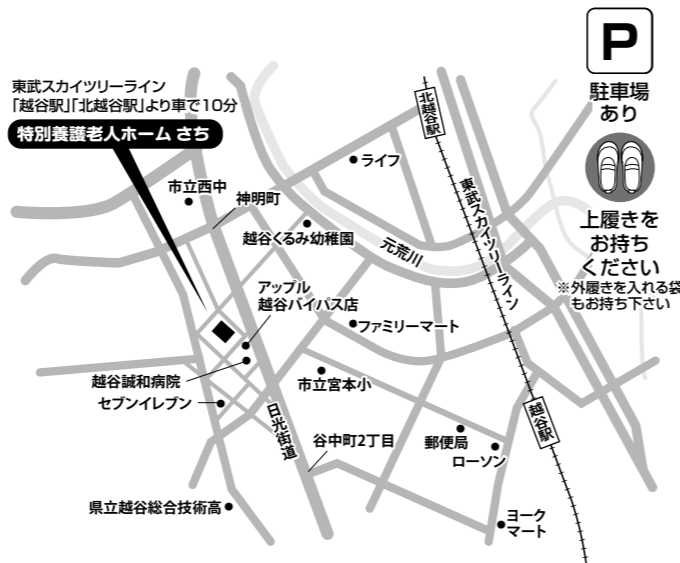 東武スカイツリーライン
「越谷駅」「北越谷駅」より車で10分
特別養護老人ホーム さち
P
駐車場
あり
上履きを
お持ち
ください
※外履きを入れる袋
もお持ち下さい
北越谷駅
ライフ
東武スカイツリーライン
市立西中
神明町
越谷くるみ幼稚園
元荒川
アップル
越谷バイパス店
ファミリーマート
越谷誠和病院
市立宮本小
セブンイレブン
日光街道
谷中町2丁目
郵便局
ローソン
越谷駅
県立越谷総合技術高
ヨーク
マート